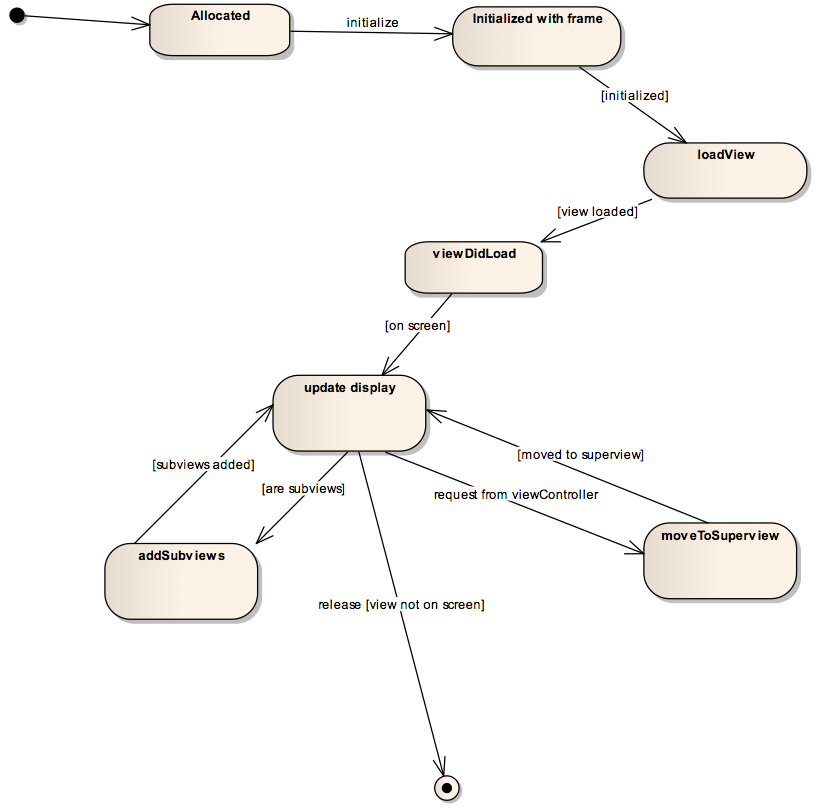 Allocated
initialize
Initialized with frame
[initialized]
loadView
[view loaded]
viewDidLoad
[on screen]
update display
[subviews added]
[are subviews]
[moved to superview]
request from viewController
addSubviews
moveToSuperview
release [view not on screen]